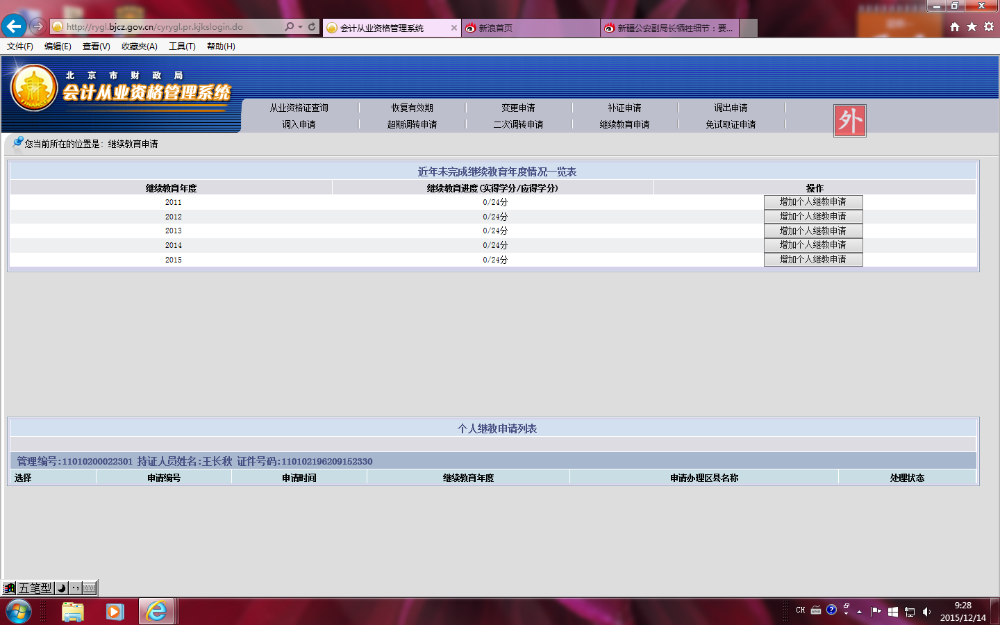 http://rygl.bjcz.gov.cn/cyrygl.pr.kjkslogin.do
会计从业资格管理系统
新浪首页
新疆公安副局长牺牲细节：要...
文件(F) 编辑(E) 查看(V) 收藏夹(A) 工具(T) 帮助(H)
北京市财政局
会计从业资格管理系统
从业资格证查询 恢复有效期 变更申请 补证申请 调出申请
调入申请 超期调转申请 二次调转申请 继续教育申请 免试取证申请
外
您当前所在的位置是：继续教育申请
近年未完成继续教育年度情况一览表
继续教育年度 继续教育进度(实得学分/应得学分) 操作
2011 0/24分 增加个人继教申请
2012 0/24分 增加个人继教申请
2013 0/24分 增加个人继教申请
2014 0/24分 增加个人继教申请
2015 0/24分 增加个人继教申请
个人继教申请列表
管理编号:11010200022301 持证人员姓名:王长秋 证件号码:110102196209152330
选择 申请编号 申请时间 继续教育年度 申请办理区县名称 处理状态
五笔型
CH
9:28
2015/12/14